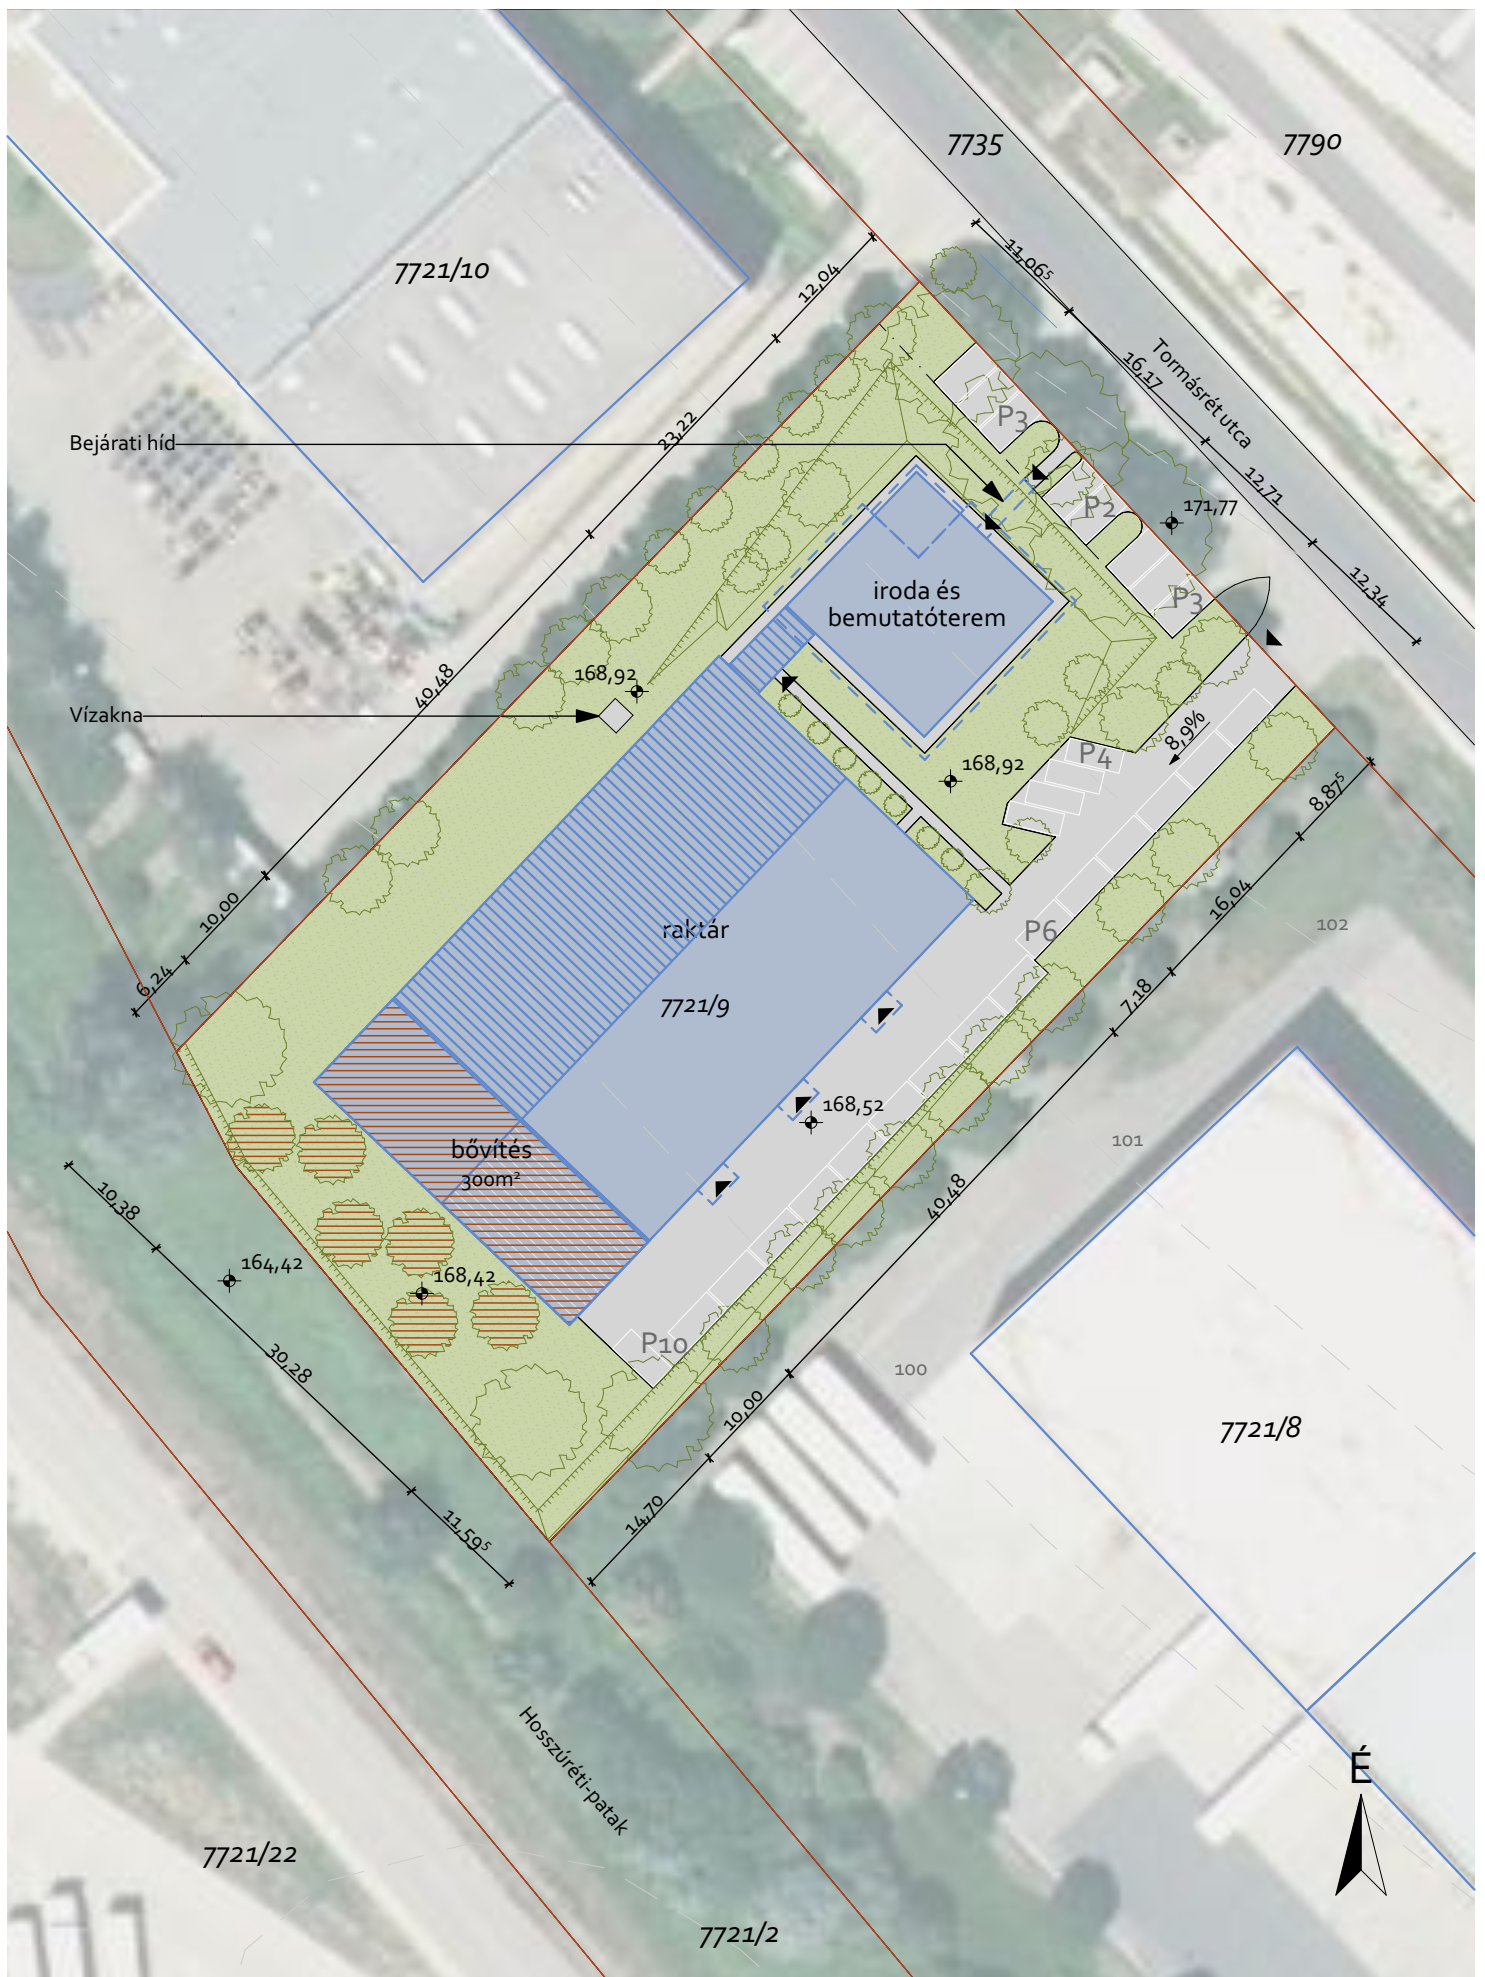 7735
7790
7721/10
11,06⁵
12,04
Tormásrét utca
16,17
P3
23,22
Bejárati híd
12,71
P2
171,77
12,34
iroda és
bemutatóterem
P3
40,48
168,92
Vízakna
8,9%
P4
168,92
8,87⁵
10,00
16,04
raktár
P6
102
6,24
7721/9
7,18
168,52
101
bővítés
300m²
10,38
40,48
164,42
168,42
30,28
P10
100
10,00
7721/8
14,70
11,59⁵
Hosszúréti-patak
É
7721/22
7721/2